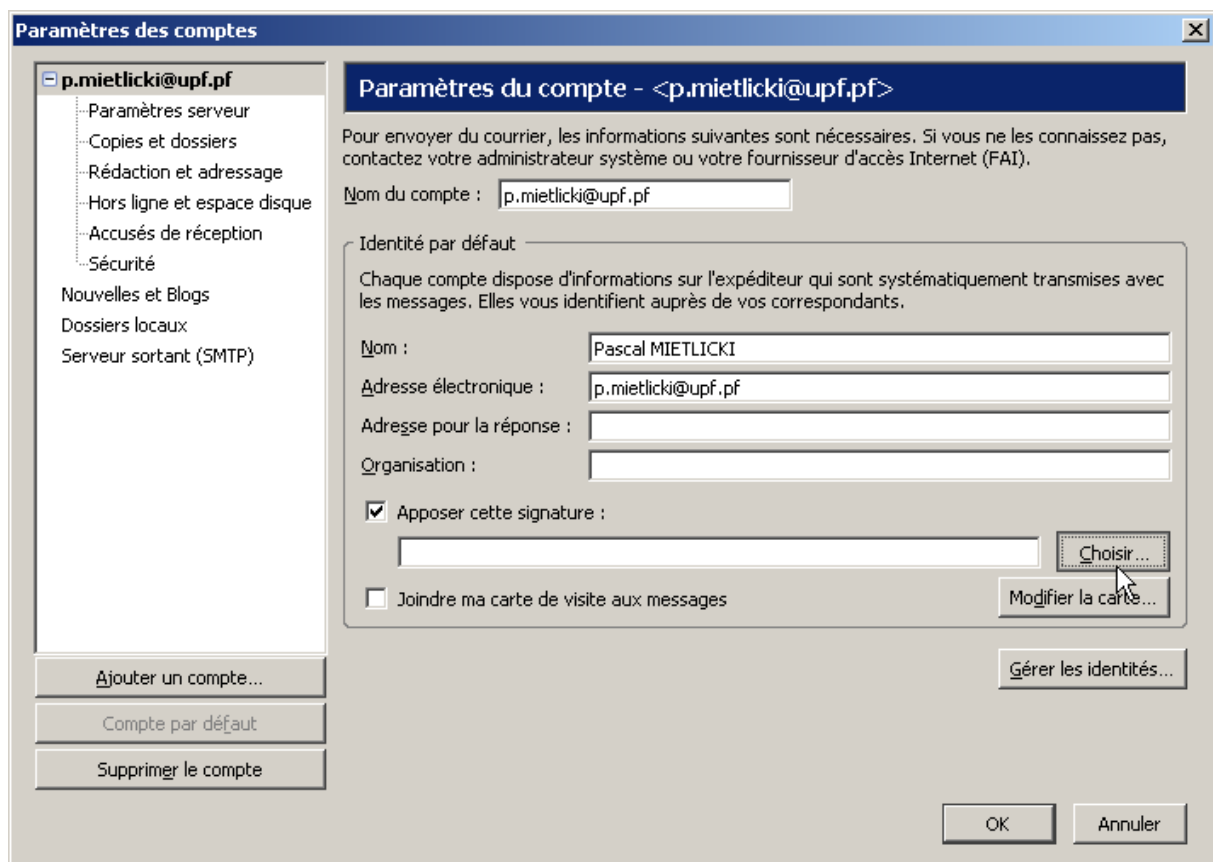 Paramètres des comptes
p.mietlicki@upf.pf
Paramètres serveur
Copies et dossiers
Rédaction et adressage
Hors ligne et espace disque
Accusés de réception
Sécurité
Nouvelles et Blogs
Dossiers locaux
Serveur sortant (SMTP)
Ajouter un compte...
Compte par défaut
Supprimer le compte
Paramètres du compte - <p.mietlicki@upf.pf>
Pour envoyer du courrier, les informations suivantes sont nécessaires. Si vous ne les connaissez pas,
contactez votre administrateur système ou votre fournisseur d'accès Internet (FAI).
Nom du compte : p.mietlicki@upf.pf
Identité par défaut
Chaque compte dispose d'informations sur l'expéditeur qui sont systématiquement transmises avec
les messages. Elles vous identifient auprès de vos correspondants.
Nom : Pascal MIETLICKI
Adresse électronique : p.mietlicki@upf.pf
Adresse pour la réponse :
Organisation :
Apposer cette signature :
Choisir...
Joindre ma carte de visite aux messages Modifier la carte...
Gérer les identités...
OK Annuler